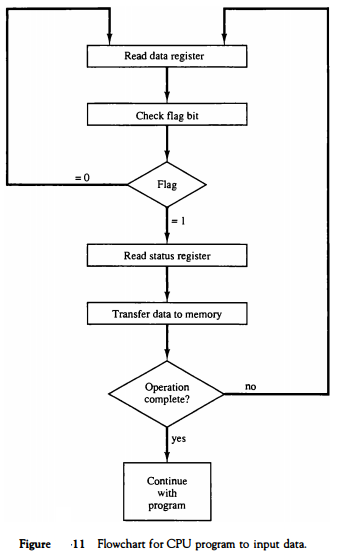 Read data register
Check flag bit
= 0
Flag
= 1
Read status register
Transfer data to memory
Operation
complete?
no
yes
Continue
with
program
Figure ·11 Flowchart for CPU program to input data.